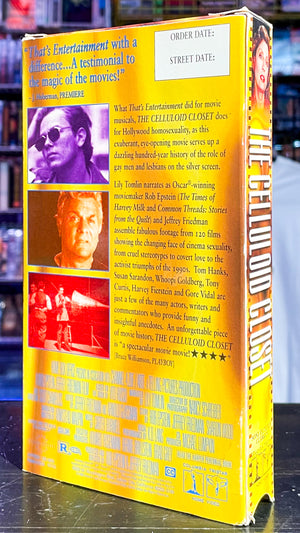 "That's Entertainment with a
difference...A testimonial to
the magic of the movies!"
PREMIERE
ORDER DATE:
STREET DATE:
What That's Entertainment did for movie
musicals, THE CELLULOID CLOSET does
for Hollywood homosexuality, as this
exuberant, eye-opening movie serves up a
dazzling hundred-year history of the role of
gay men and lesbians on the silver screen.
Lily Tomlin narrates as Oscar®-winning
moviemaker Rob Epstein (The Times of
Harvey Milk and Common Threads: Stories
from the Quilt) and Jeffrey Friedman
assemble fabulous footage from 120 films
showing the changing face of cinema sexuality,
from cruel stereotypes to covert love to the
activist triumphs of the 1990s. Tom Hanks,
Susan Sarandon, Whoopi Goldberg, Tony
Curtis, Harvey Fierstein and Gore Vidal are
just a few of the many actors, writers and
commentators who provide funny and
insightful anecdotes. An unforgettable piece
of movie history, THE CELLULOID CLOSET
is "a spectacular movie movie! ★★★★"
[Bruce Williamson, PLAYBOY]
R
THE CELLULOID CLOSET